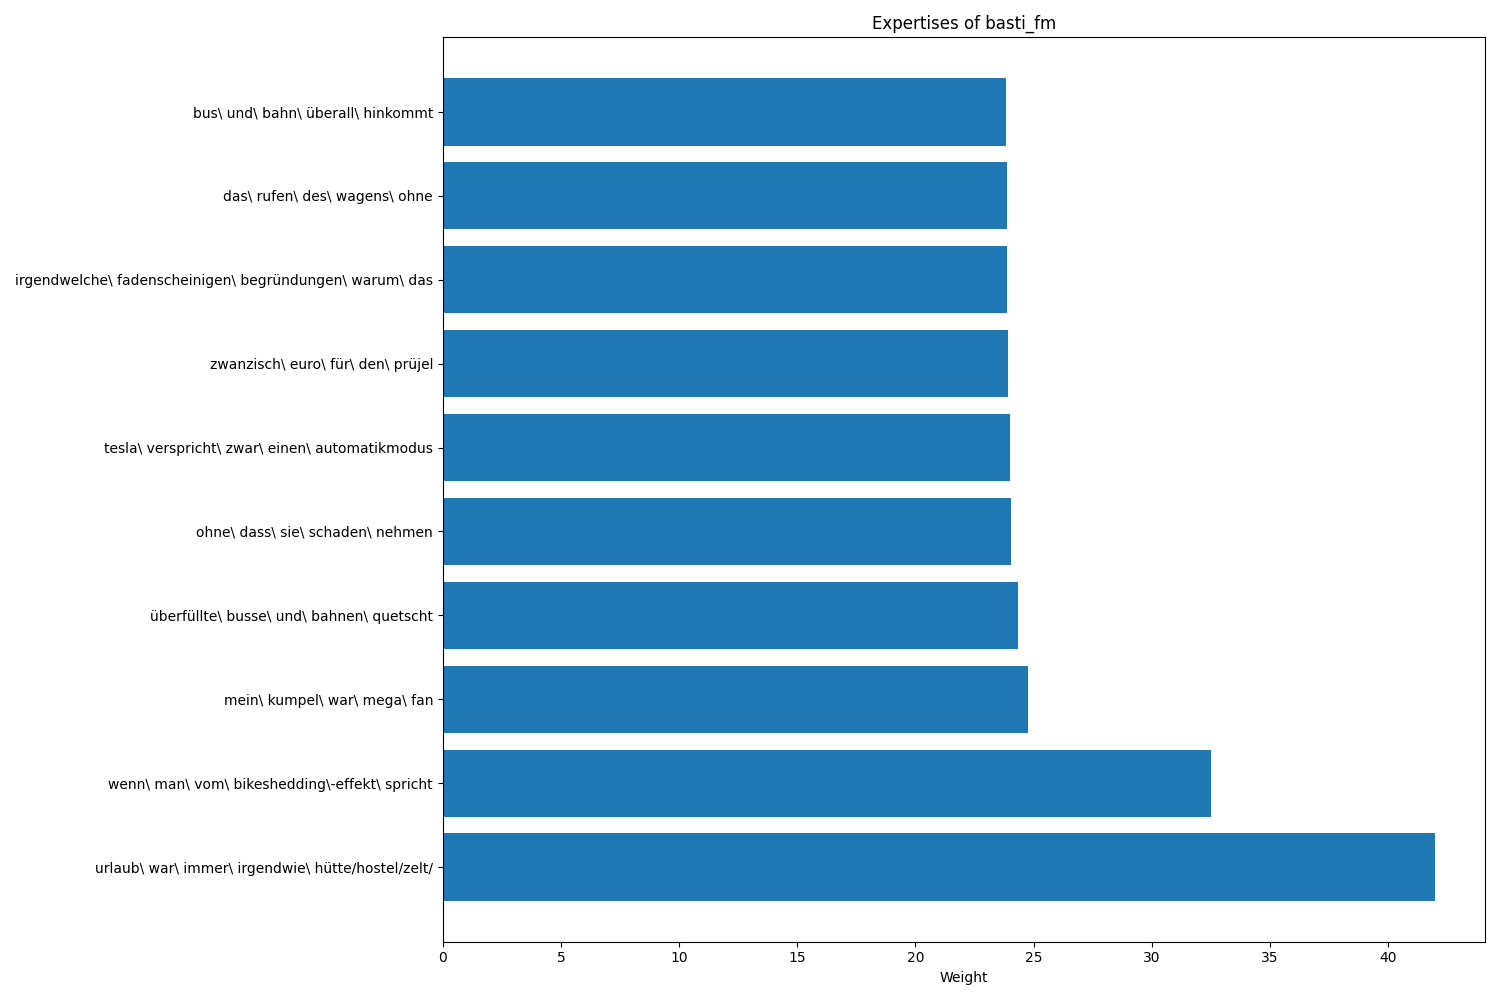 Expertises of basti_fm
bus\ und\ bahn\ überall\ hinkommt
das\ rufen\ des\ wagens\ ohne
irgendwelche\ fadenscheinigen\ begründungen\ warum\ das
zwanzisch\ euro\ für\ den\ prüjel
tesla\ verspricht\ zwar\ einen\ automatikmodus
ohne\ dass\ sie\ schaden\ nehmen
überfüllte\ busse\ und\ bahnen\ quetscht
mein\ kumpel\ war\ mega\ fan
wenn\ man\ vom\ bikeshedding\-effekt\ spricht
urlaub\ war\ immer\ irgendwie\ hütte/hostel/zelt/
0 5 10 15 20 25 30 35 40
Weight